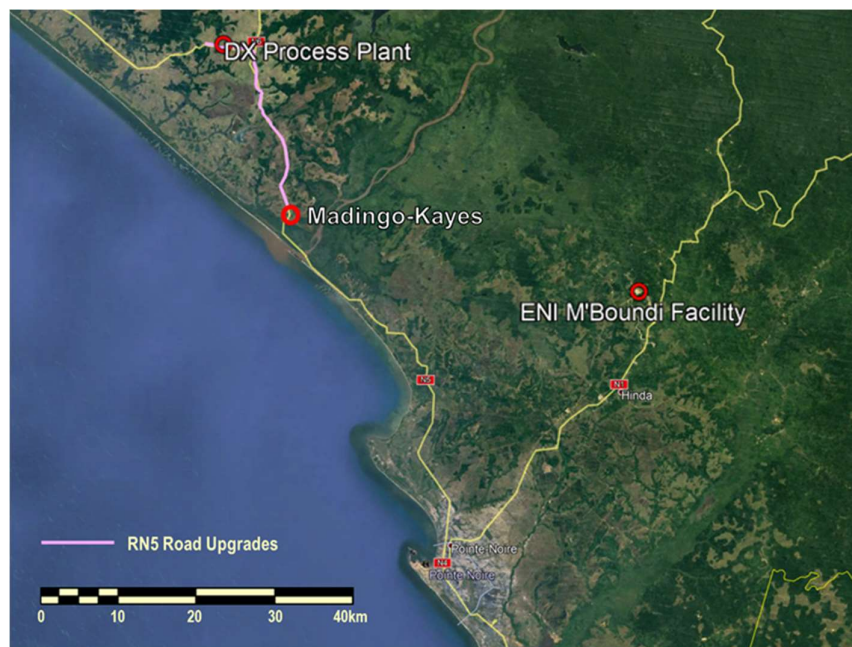 DX Process Plant
Madingo-Kayes
ENI M'Boundi Facility
N5
N1
Hinda
RN5 Road Upgrades
Pointe-Noire
N4
Pointe Noire
0 10 20 40km